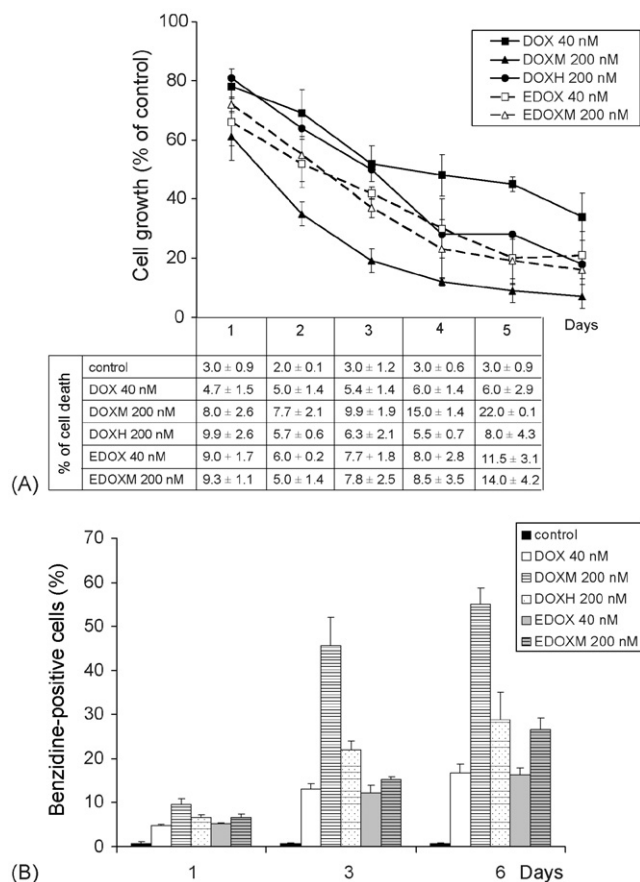 100
80
60
40
20
0
Cell growth (% of control)
DOX 40 nM
DOXM 200 nM
DOXH 200 nM
EDOX 40 nM
EDOXM 200 nM
1 2 3 4 5 Days
% of cell death
control 3.0 ± 0.9 2.0 ± 0.1 3.0 ± 1.2 3.0 ± 0.6 3.0 ± 0.9
DOX 40 nM 4.7 ± 1.5 5.0 ± 1.4 5.4 ± 1.4 6.0 ± 1.4 6.0 ± 2.9
DOXM 200 nM 8.0 ± 2.6 7.7 ± 2.1 9.9 ± 1.9 15.0 ± 1.4 22.0 ± 0.1
DOXH 200 nM 9.9 ± 2.6 5.7 ± 0.6 6.3 ± 2.1 5.5 ± 0.7 8.0 ± 4.3
EDOX 40 nM 9.0 + 1.7 6.0 + 0.2 7.7 + 1.8 8.0 + 2.8 11.5 ± 3.1
EDOXM 200 nM 9.3 ± 1.1 5.0 ± 1.4 7.8 ± 2.5 8.5 ± 3.5 14.0 ± 4.2
(A)
70
60
50
40
30
20
10
0
Benzidine-positive cells (%)
control
DOX 40 nM
DOXM 200 nM
DOXH 200 nM
EDOX 40 nM
EDOXM 200 nM
1 3 6 Days
(B)